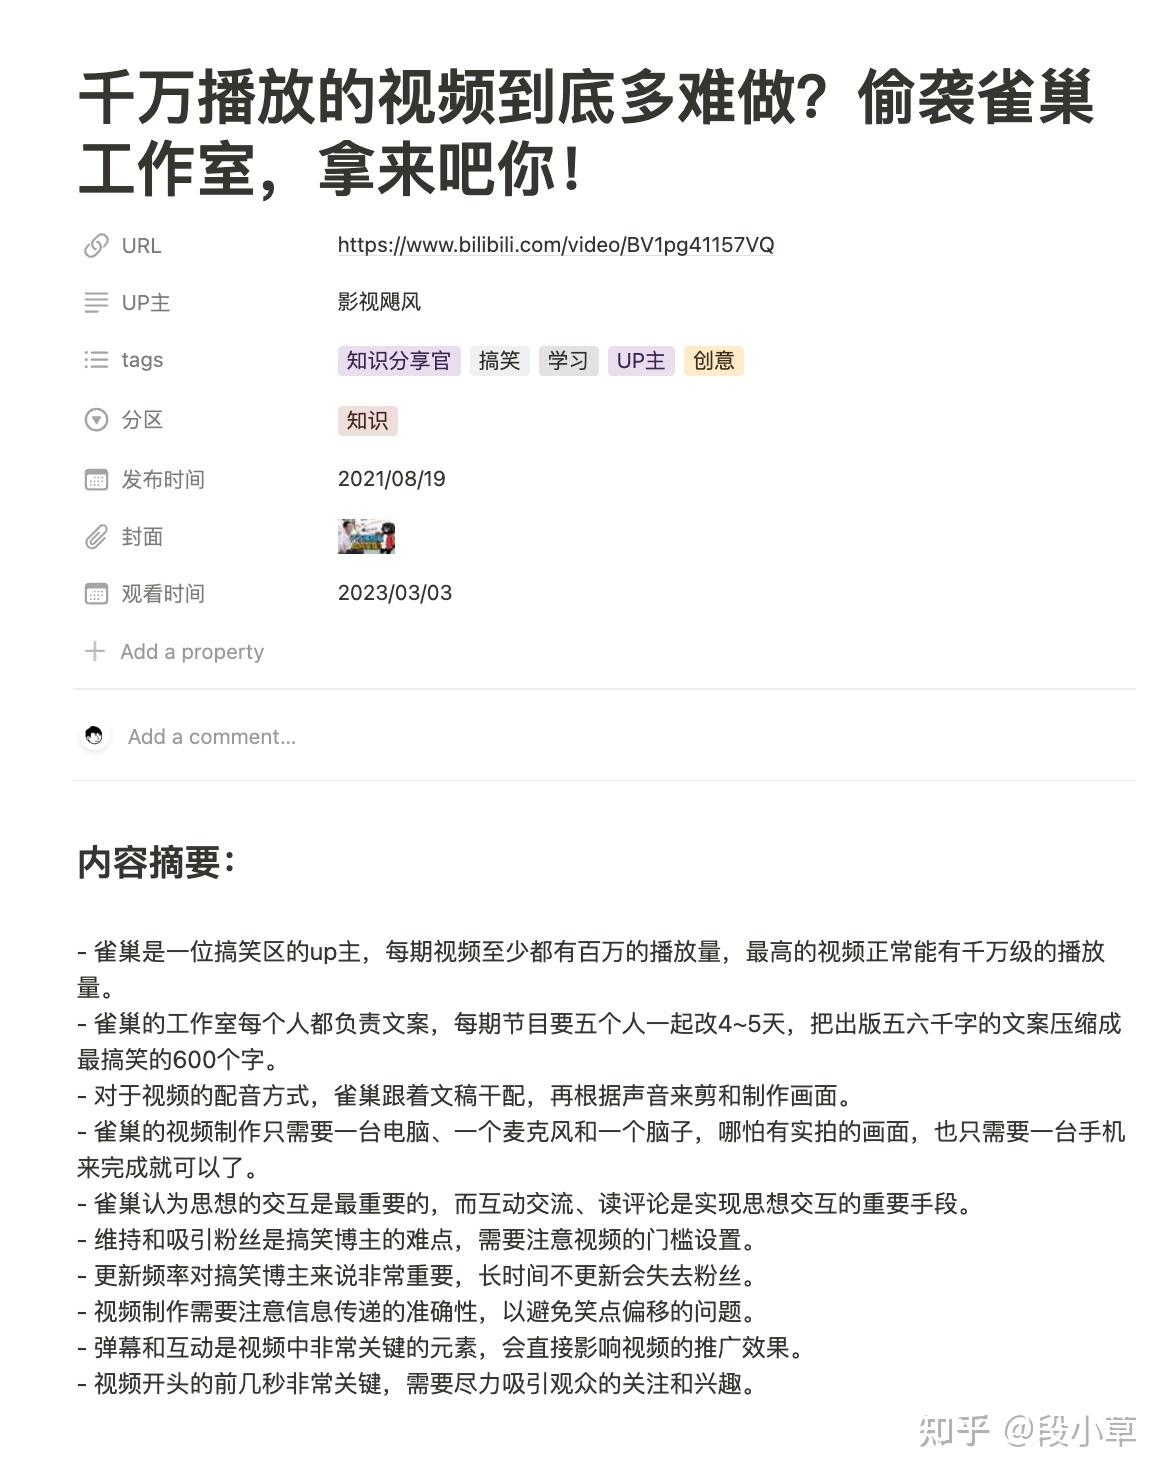 千万播放的视频到底多难做？偷袭雀巢
工作室，拿来吧你！
URL https://www.bilibili.com/video/BV1pg41157VQ
UP主 影视飓风
tags 知识分享官 搞笑 学习 UP主 创意
分区 知识
发布时间 2021/08/19
封面
观看时间 2023/03/03
Add a property
Add a comment...
内容摘要：
- 雀巢是一位搞笑区的up主，每期视频至少都有百万的播放量，最高的视频正常能有千万级的播放
量。
- 雀巢的工作室每个人都负责文案，每期节目要五个人一起改4~5天，把出版五六千字的文案压缩成
最搞笑的600个字。
- 对于视频的配音方式，雀巢跟着文稿干配，再根据声音来剪和制作画面。
- 雀巢的视频制作只需要一台电脑、一个麦克风和一个脑子，哪怕有实拍的画面，也只需要一台手机
来完成就可以了。
- 雀巢认为思想的交互是最重要的，而互动交流、读评论是实现思想交互的重要手段。
- 维持和吸引粉丝是搞笑博主的难点，需要注意视频的门槛设置。
- 更新频率对搞笑博主来说非常重要，长时间不更新会失去粉丝。
- 视频制作需要注意信息传递的准确性，以避免笑点偏移的问题。
- 弹幕和互动是视频中非常关键的元素，会直接影响视频的推广效果。
- 视频开头的前几秒非常关键，需要尽力吸引观众的关注和兴趣。
知乎 @段小草